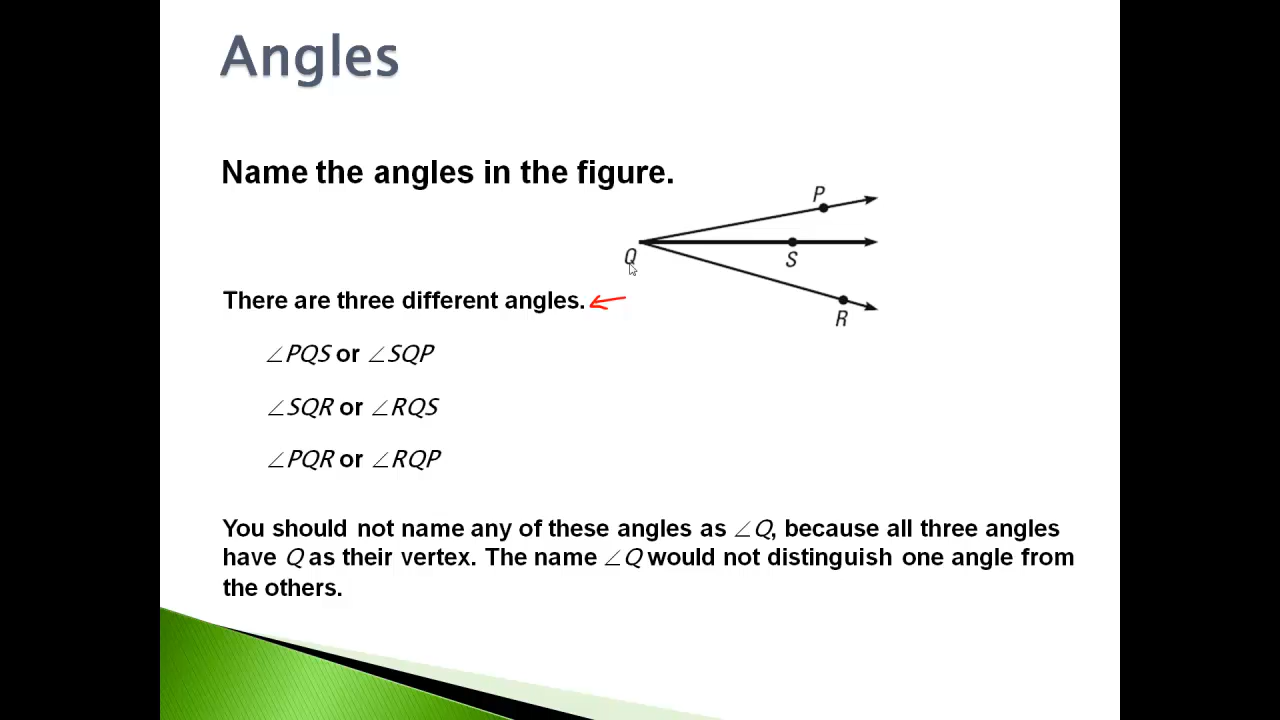 Angles
Name the angles in the figure.
P
Q
S
There are three different angles.
R
∠PQS or ∠SQP
∠SQR or ∠RQS
∠PQR or ∠RQP
You should not name any of these angles as ∠Q, because all three angles
have Q as their vertex. The name ∠Q would not distinguish one angle from
the others.